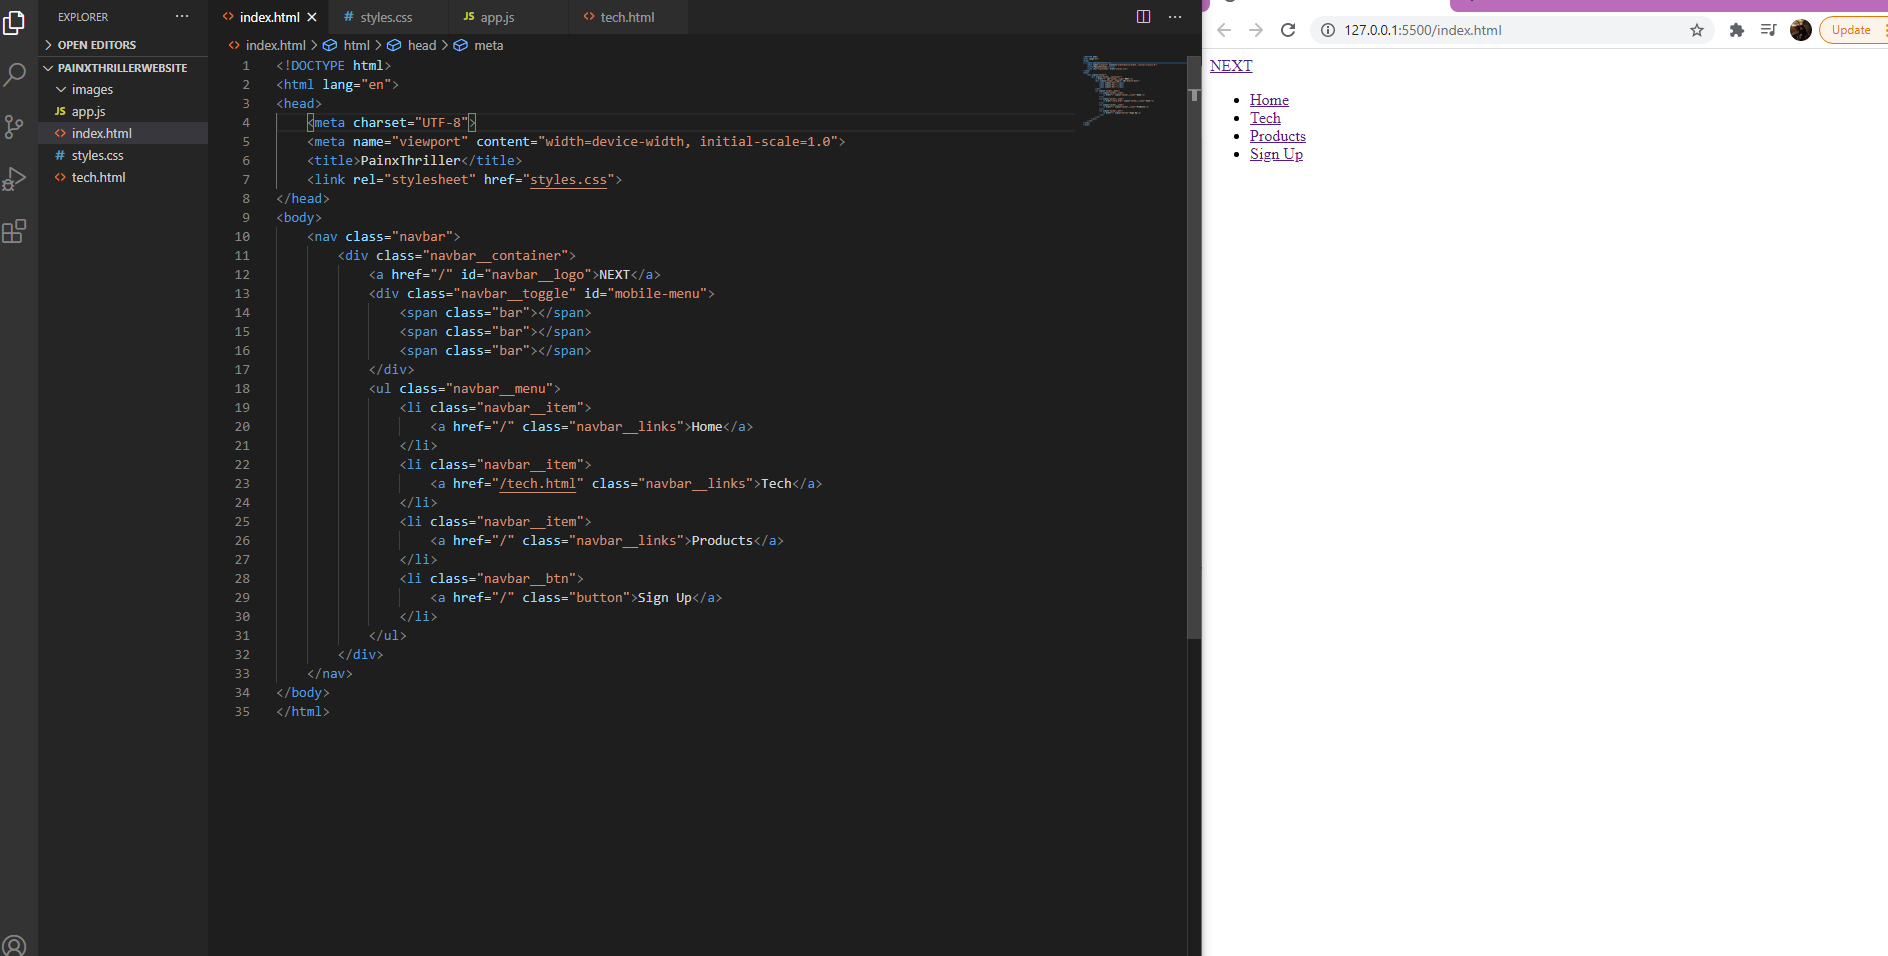 EXPLORER
OPEN EDITORS
PAINXTHRILLERWEBSITE
images
JS app.js
<> index.html
# styles.css
<> tech.html
<> index.html
# styles.css
JS app.js
<> tech.html
<> index.html > html > head > meta
1 <!DOCTYPE html>
2 <html lang="en">
3 <head>
4 <meta charset="UTF-8">
5 <meta name="viewport" content="width=device-width, initial-scale=1.0">
6 <title>PainxThriller</title>
7 <link rel="stylesheet" href="styles.css">
8 </head>
9 <body>
10 <nav class="navbar">
11 <div class="navbar__container">
12 <a href="/" id="navbar__logo">NEXT</a>
13 <div class="navbar__toggle" id="mobile-menu">
14 <span class="bar"></span>
15 <span class="bar"></span>
16 <span class="bar"></span>
17 </div>
18 <ul class="navbar__menu">
19 <li class="navbar__item">
20 <a href="/" class="navbar__links">Home</a>
21 </li>
22 <li class="navbar__item">
23 <a href="/tech.html" class="navbar__links">Tech</a>
24 </li>
25 <li class="navbar__item">
26 <a href="/" class="navbar__links">Products</a>
27 </li>
28 <li class="navbar__btn">
29 <a href="/" class="button">Sign Up</a>
30 </li>
31 </ul>
32 </div>
33 </nav>
34 </body>
35 </html>
127.0.0.1:5500/index.html
Update
NEXT
Home
Tech
Products
Sign Up